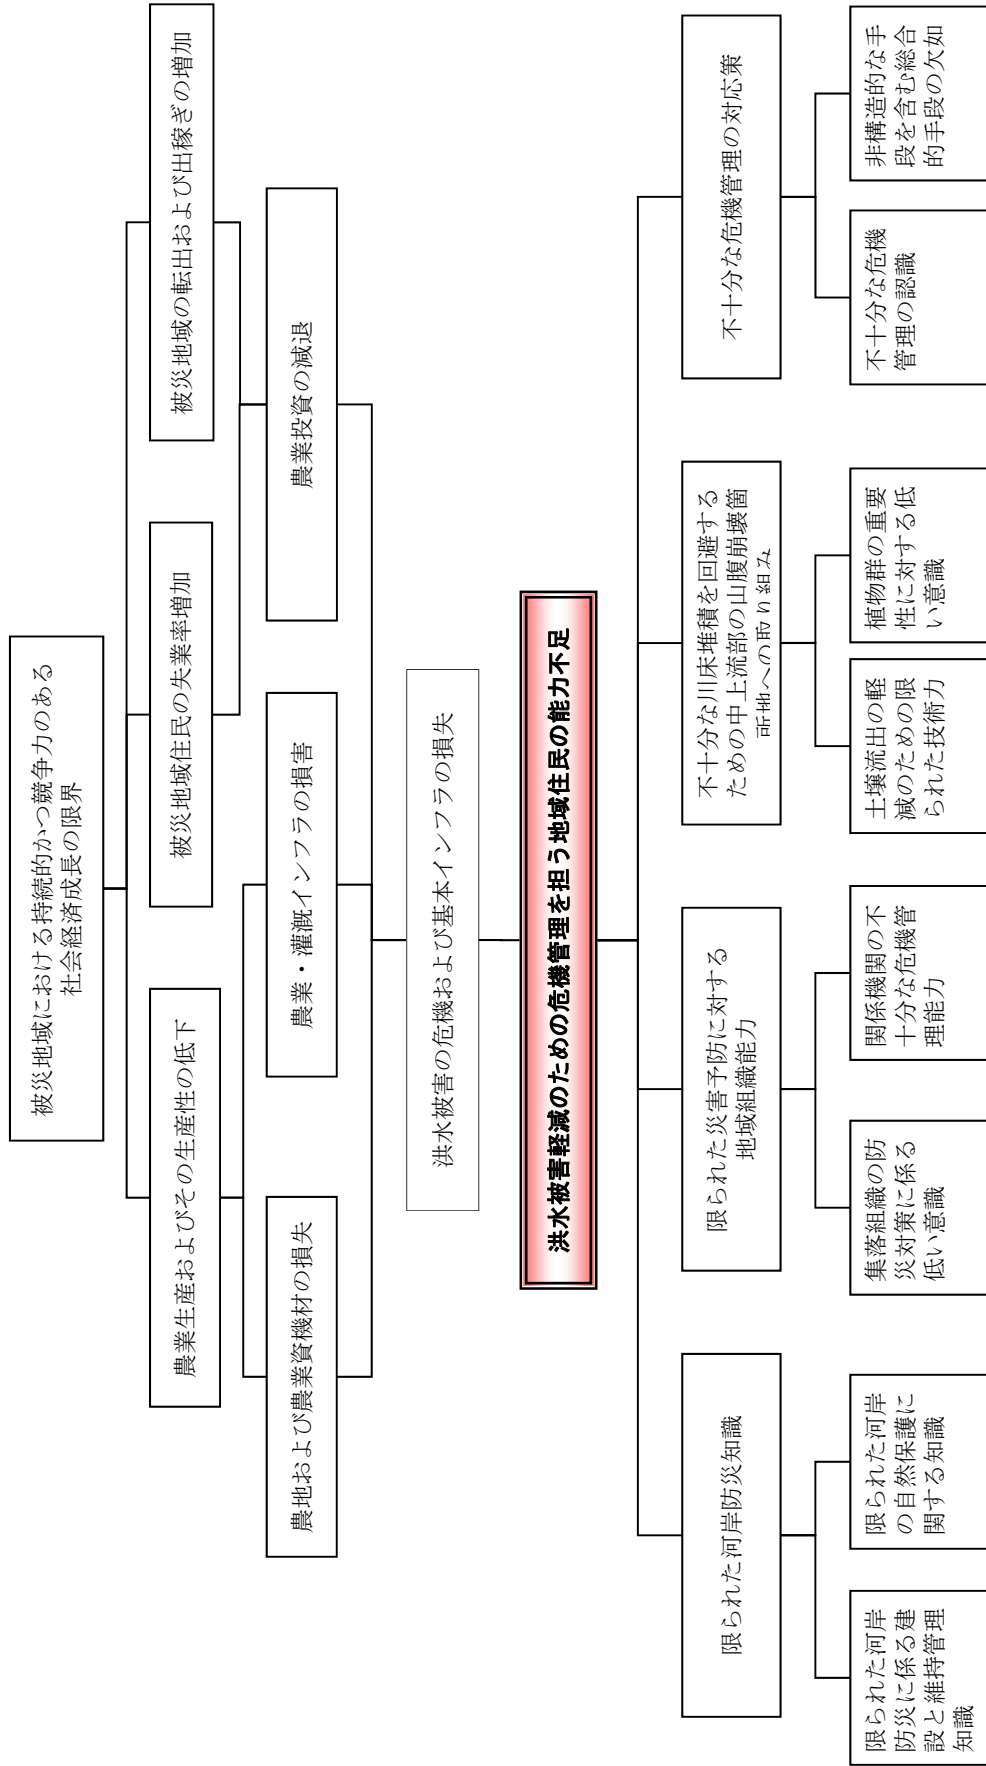 被災地域における持続的かつ競争力のある
社会経済成長の限界
農業生産およびその生産性の低下
被災地域住民の失業率増加
被災地域の転出および出稼ぎの増加
農地および農業資機材の損失
農業・灌漑インフラの損害
農業投資の減退
洪水被害の危機および基本インフラの損失
洪水被害軽減のための危機管理を担う地域住民の能力不足
限られた河岸防災知識
限られた災害予防に対する
地域組織能力
不十分な川床堆積を回避する
ための中上流部の山腹崩壊箇
所地への取り組み
不十分な危機管理の対応策
限られた河岸
防災に係る建
設と維持管理
知識
限られた河岸
の自然保護に
関する知識
集落組織の防
災対策に係る
低い意識
関係機関の不
十分な危機管
理能力
土壌流出の軽
減のための限
られた技術力
植物群の重要
性に対する低
い意識
不十分な危機
管理の認識
非構造的な手
段を含む総合
的手段の欠如